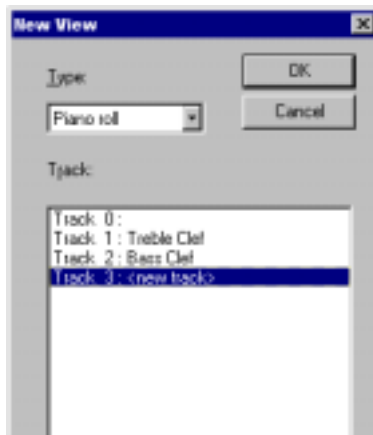 New View
Type:
OK
Piano roll
Cancel
Track:
Track 0 :
Track 1 : Treble Clef
Track 2 : Bass Clef
Track 3 : <new track>